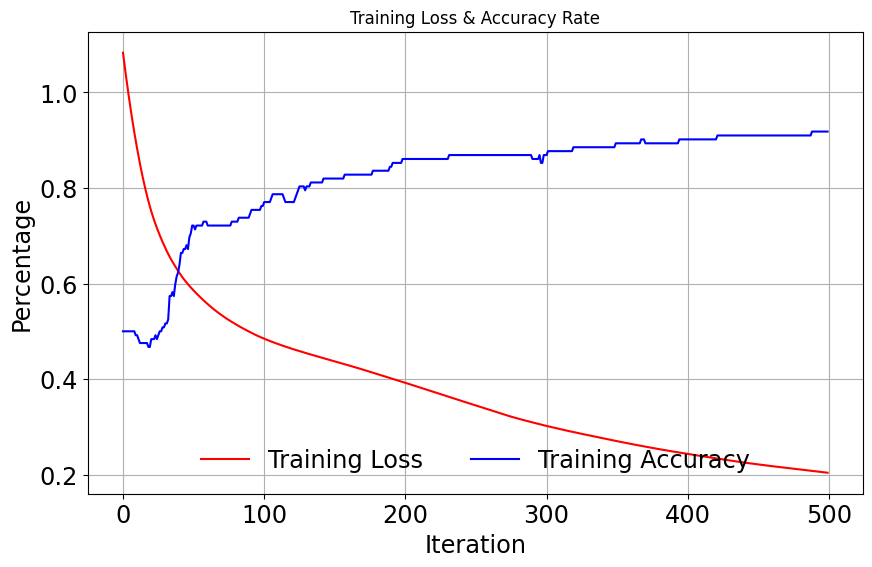 Training Loss & Accuracy Rate
1.0
0.8
0.6
0.4
0.2
Percentage
Training Loss
Training Accuracy
0
100
200
300
400
500
Iteration